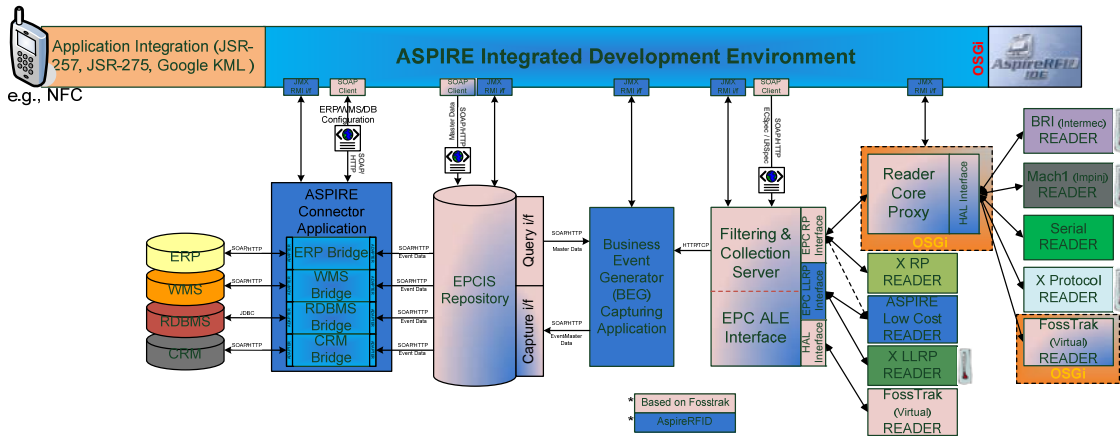 Application Integration (JSR-
257, JSR-275, Google KML )
e.g., NFC
ASPIRE Integrated Development Environment
OSGi
AspireRFID
IDE
JMX
RMI i/f
SOAP
Client
SOAP
Client
JMX
RMI i/f
JMX
RMI i/f
JMX
RMI i/f
SOAP
Client
JMX
RMI i/f
ERP/WMS/DB
Configuration
SOAP/
HTTP
Master Data
SOAP/HTTP
ECSpec / LRSpec
SOAP/HTTP
ASPIRE
Connector
Application
ERP Bridge
WMS
Bridge
RDBMS
Bridge
CRM
Bridge
ERP
WMS
RDBMS
CRM
SOAP/HTTP
SOAP/HTTP
JDBC
SOAP/HTTP
SOAP/HTTP
Event Data
SOAP/HTTP
Event Data
SOAP/HTTP
Event Data
SOAP/HTTP
Event Data
EPCIS
Repository
Query i/f
Capture i/f
SOAP/HTTP
Master Data
SOAP/HTTP
Event/Master
Data
Business
Event
Generator
(BEG)
Capturing
Application
HTTP/TCP
Filtering &
Collection
Server
EPC ALE
Interface
EPC RP
Interface
EPC LLRP
Interface
HAL
Interface
Reader
Core
Proxy
HAL Interface
OSGi
X RP
READER
ASPIRE
Low Cost
READER
X LLRP
READER
FossTrak
(Virtual)
READER
BRI (Intermec)
READER
Mach1 (Impinj)
READER
Serial
READER
X Protocol
READER
FossTrak
(Virtual)
READER
OSGi
* Based on Fosstrak
* AspireRFID